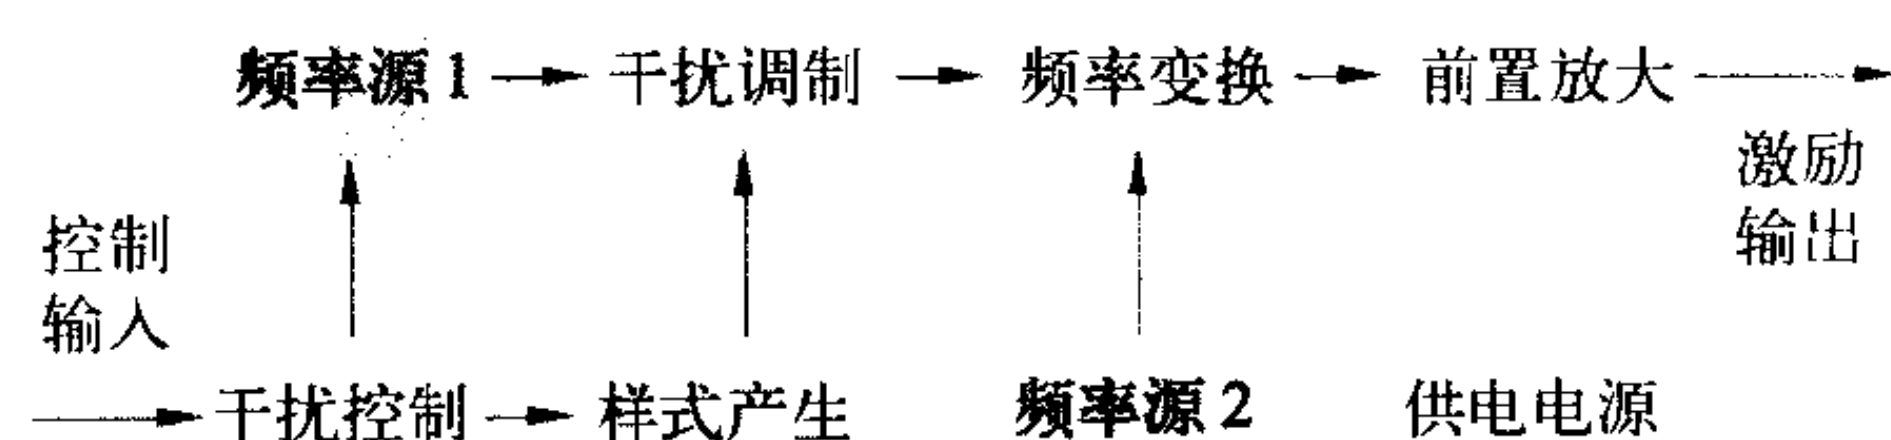 频率源1 干扰调制 频率变换 前置放大
激励
输出
控制
输入
干扰控制 样式产生 频率源2 供电电源